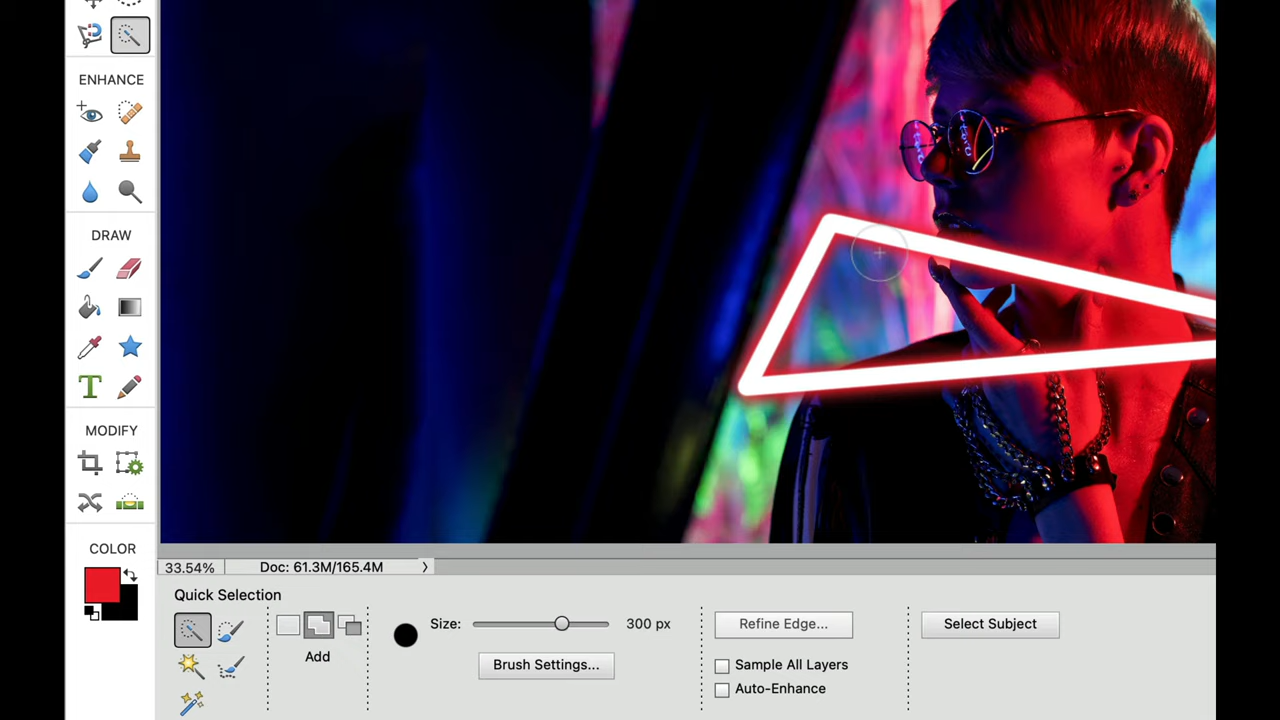 ENHANCE
DRAW
T
MODIFY
COLOR
33.54% Doc: 61.3M/165.4M
Quick Selection
Add
Size: 300 px
Brush Settings...
Refine Edge...
Sample All Layers
Auto-Enhance
Select Subject